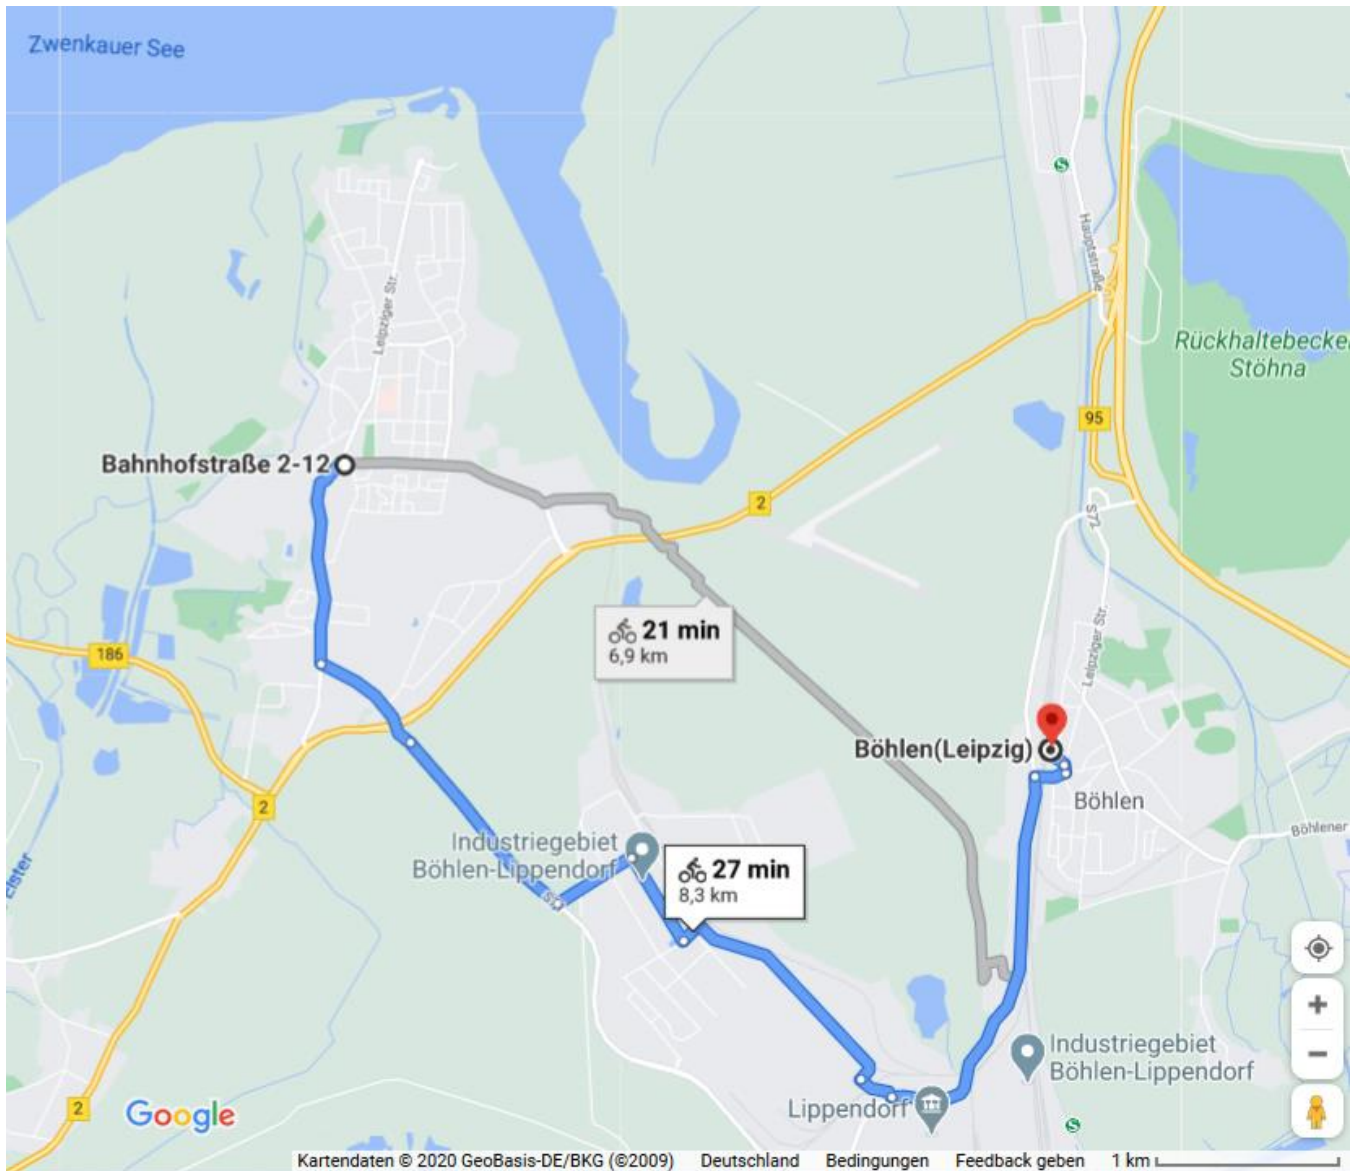 Zwenkauer See
Hauptstraße
Leipziger Str.
Rückhaltebecke
Stöhna
95
Bahnhofstraße 2-12
2
S72
21 min
6,9 km
Leipziger Str.
186
Böhlen(Leipzig)
Böhlen
2
Böhlener
Industriegebiet
Böhlen-Lippendorf
27 min
8,3 km
Elster
Industriegebiet
Böhlen-Lippendorf
Lippendorf
2
Google
Kartendaten © 2020 GeoBasis-DE/BKG (©2009) Deutschland Bedingungen Feedback geben 1 km